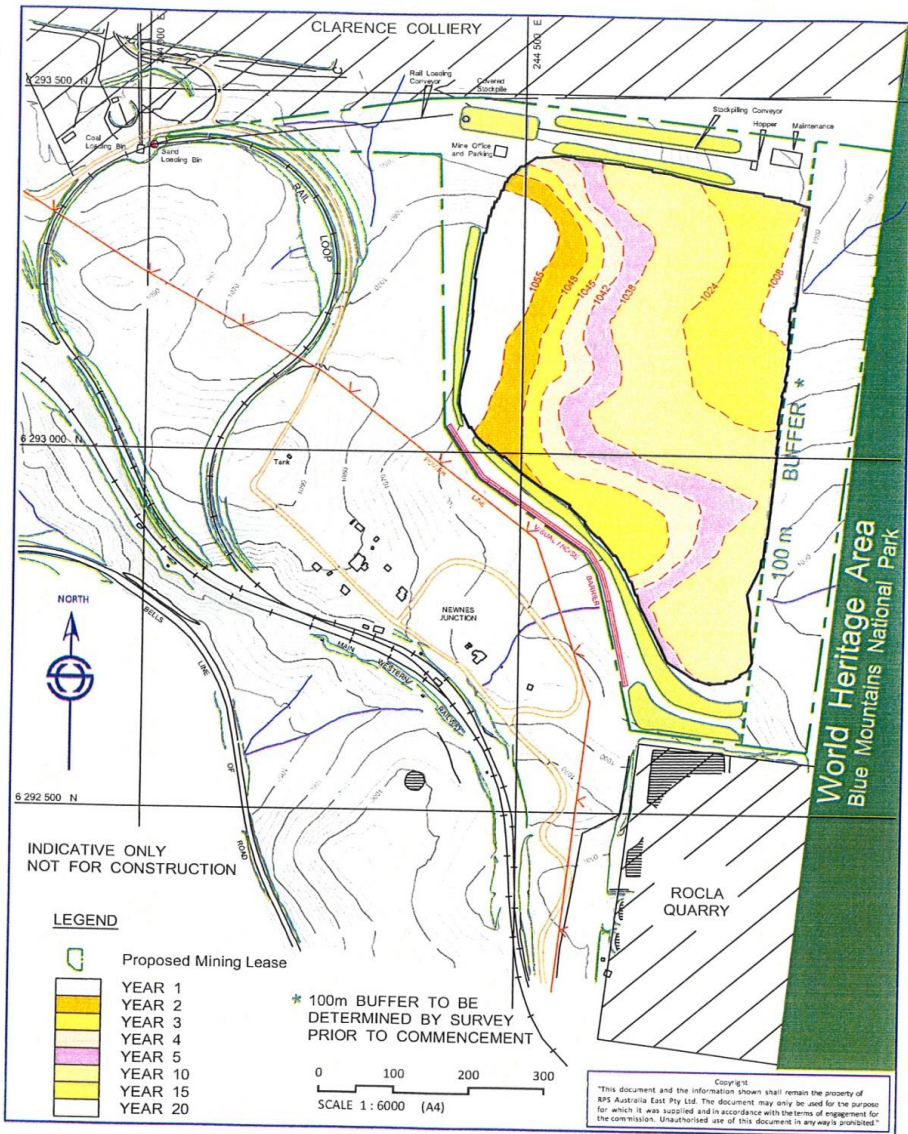 CLARENCE COLLIERY
244 000 E
244 500 E
6 293 500 N
Rail Loading
Conveyor
Covered
Stockpile
Stockpilling Conveyor
Hopper
Maintenance
Coal
Loading Bin
Sand
Loading Bin
Mine Office
and Parking
RAIL
LOOP
1055
1048
1045
1042
1038
1024
1008
6 293 000 N
Tank
POWER
LINE
VISUAL / NOISE
BARRIER
100 m BUFFER *
World Heritage Area
Blue Mountains National Park
NORTH
BELLS
LINE
OF
ROAD
NEWNES
JUNCTION
MAIN
WESTERN
RAILWAY
6 292 500 N
INDICATIVE ONLY
NOT FOR CONSTRUCTION
ROCLA
QUARRY
LEGEND
Proposed Mining Lease
YEAR 1
YEAR 2
YEAR 3
YEAR 4
YEAR 5
YEAR 10
YEAR 15
YEAR 20
* 100m BUFFER TO BE
DETERMINED BY SURVEY
PRIOR TO COMMENCEMENT
0 100 200 300
SCALE 1 : 6000 (A4)
Copyright
"This document and the information shown shall remain the property of
RPS Australia East Pty Ltd. The document may only be used for the purpose
for which it was supplied and in accordance with the terms of engagement for
the commission. Unauthorised use of this document in any way is prohibited."